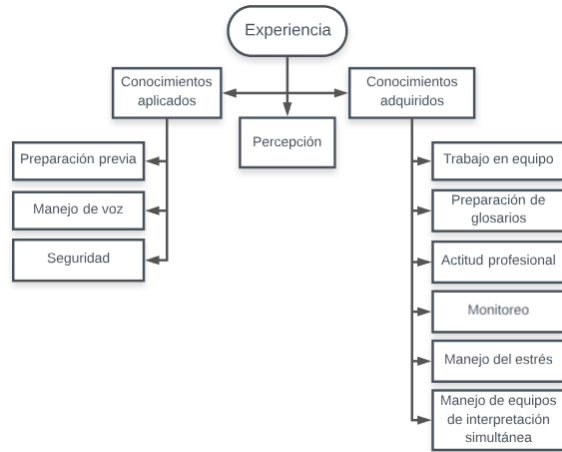 Experiencia
Conocimientos
aplicados
Conocimientos
adquiridos
Percepción
Preparación previa
Manejo de voz
Seguridad
Trabajo en equipo
Preparación de
glosarios
Actitud profesional
Monitoreo
Manejo del estrés
Manejo de equipos
de interpretación
simultánea